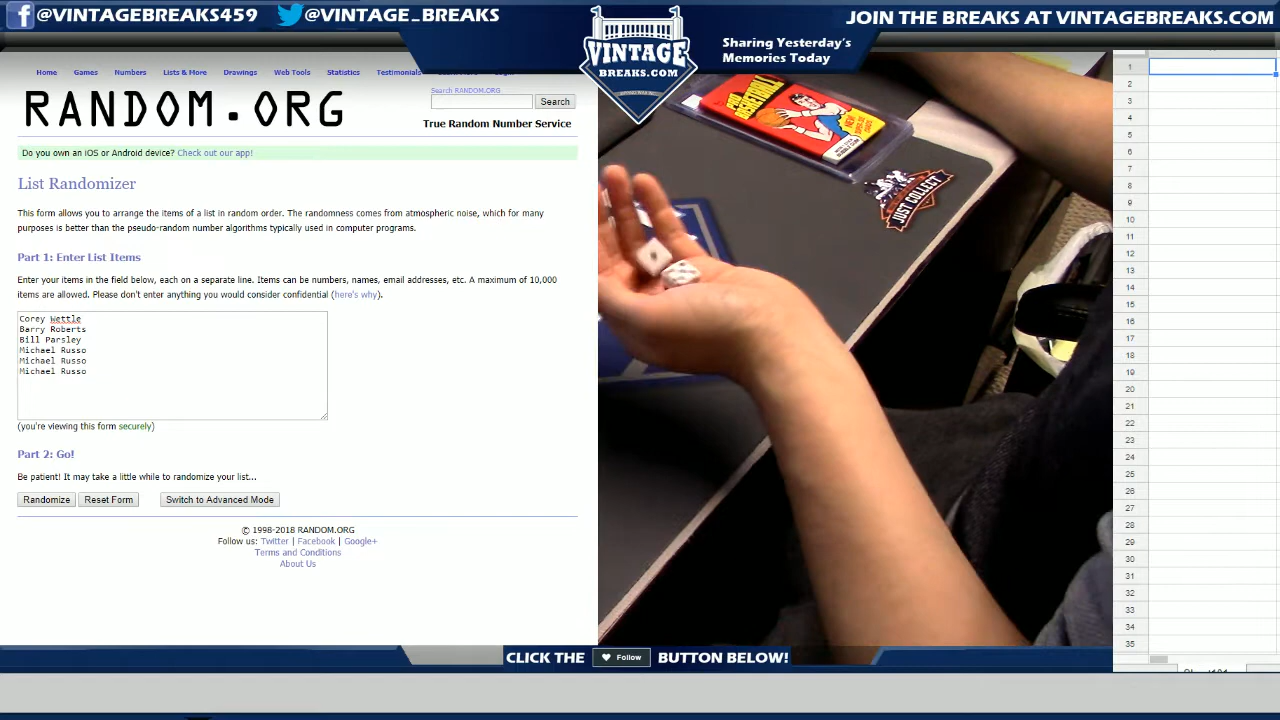 @VINTAGEBREAKS459
@VINTAGE_BREAKS
VINTAGE
BREAKS.COM
Sharing Yesterday's
Memories Today
JOIN THE BREAKS AT VINTAGEBREAKS.COM
Home Games Numbers Lists & More Drawings Web Tools Statistics Testimonials
RANDOM.ORG
Search RANDOM.ORG
Search
True Random Number Service
Do you own an iOS or Android device? Check out our app!
List Randomizer
This form allows you to arrange the items of a list in random order. The randomness comes from atmospheric noise, which for many
purposes is better than the pseudo-random number algorithms typically used in computer programs.
Part 1: Enter List Items
Enter your items in the field below, each on a separate line. Items can be numbers, names, email addresses, etc. A maximum of 10,000
items are allowed. Please don't enter anything you would consider confidential (here's why).
Corey Wettle
Barry Roberts
Bill Parsley
Michael Russo
Michael Russo
Michael Russo
(you're viewing this form securely)
Part 2: Go!
Be patient! It may take a little while to randomize your list...
Randomize Reset Form Switch to Advanced Mode
© 1998-2018 RANDOM.ORG
Follow us: Twitter | Facebook | Google+
Terms and Conditions
About Us
BASKETBALL
NEW
JUST COLLECT
1
2
3
4
5
6
7
8
9
10
11
12
13
14
15
16
17
18
19
20
21
22
23
24
25
26
27
28
29
30
31
32
33
34
35
CLICK THE Follow BUTTON BELOW!